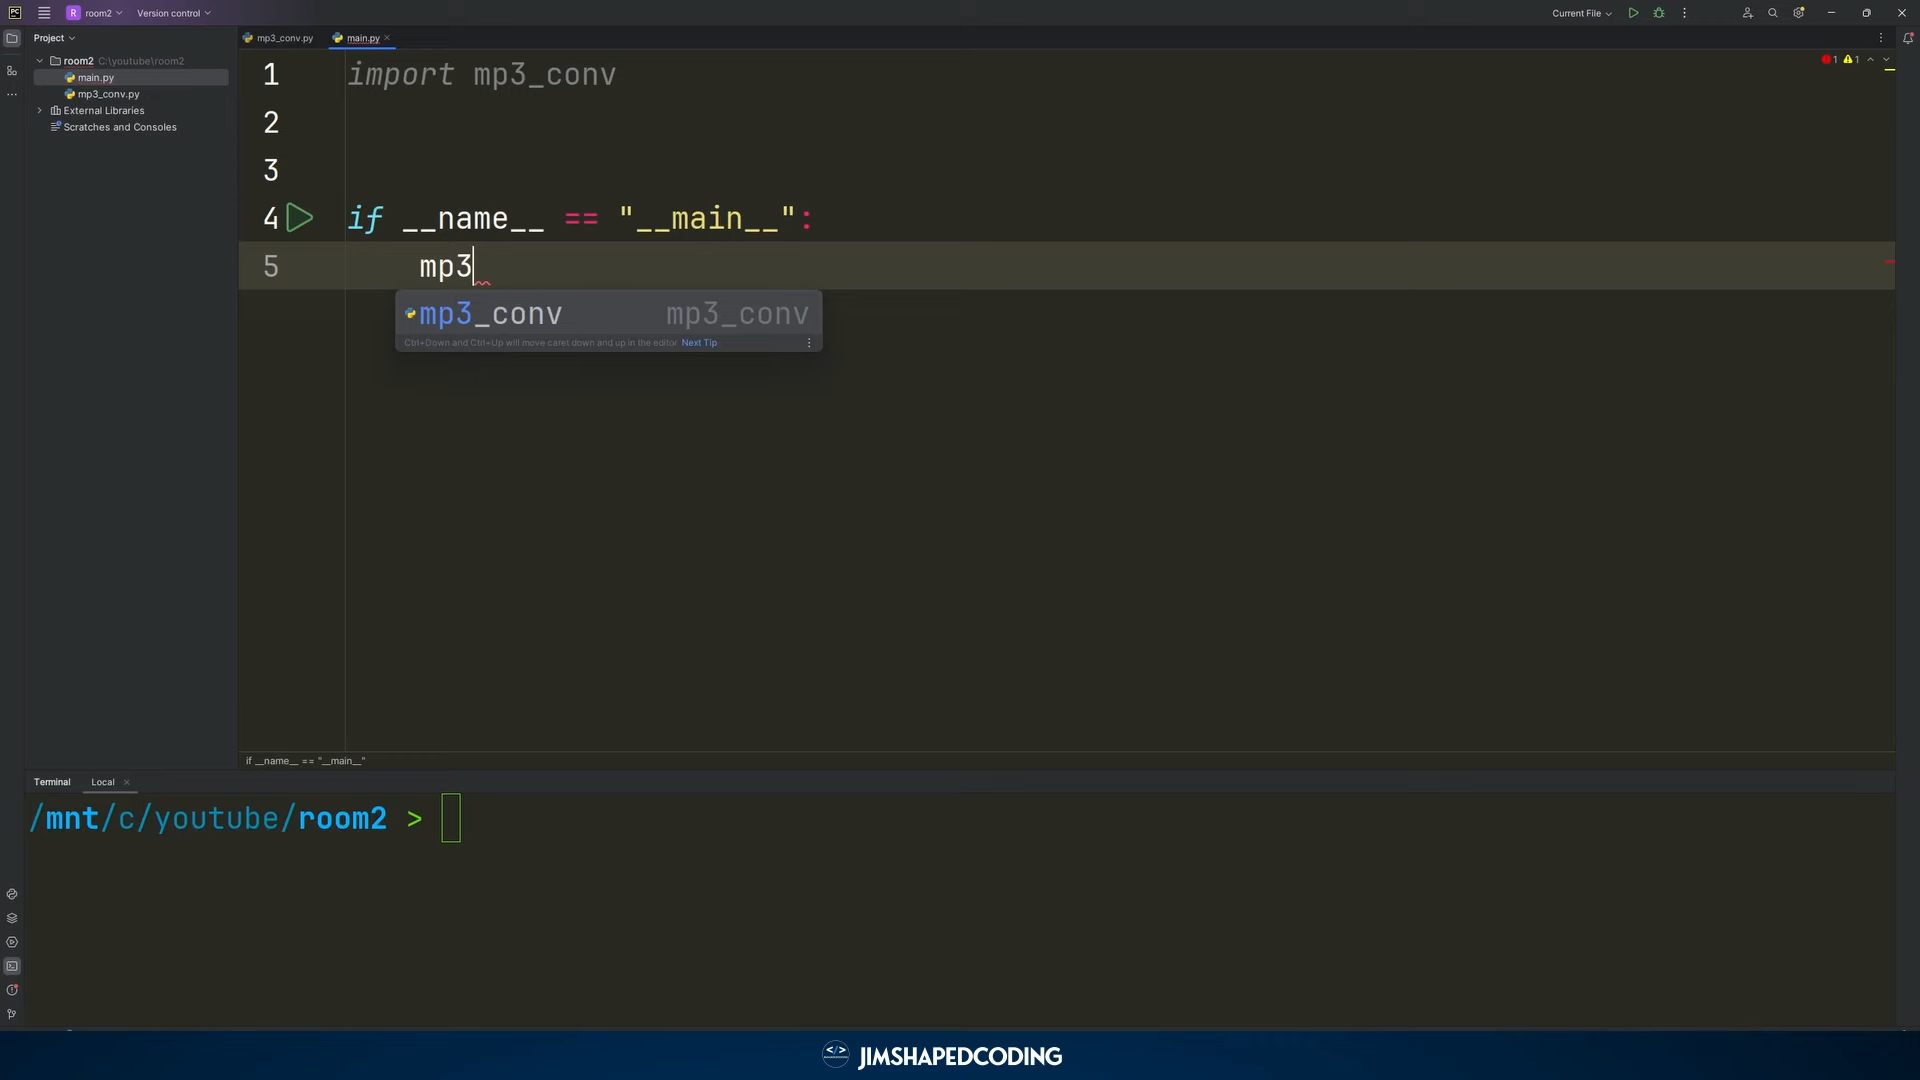 PC R room2 Version control Current File
Project
mp3_conv.py main.py
room2 C:\youtube\room2
main.py
mp3_conv.py
External Libraries
Scratches and Consoles
1 import mp3_conv
2
3
4 if __name__ == "__main__":
5 mp3
mp3_conv mp3_conv
Ctrl+Down and Ctrl+Up will move caret down and up in the editor Next Tip
1 1
if __name__ == "__main__"
Terminal Local
/mnt/c/youtube/room2 >
</> JIMSHAPEDCODING